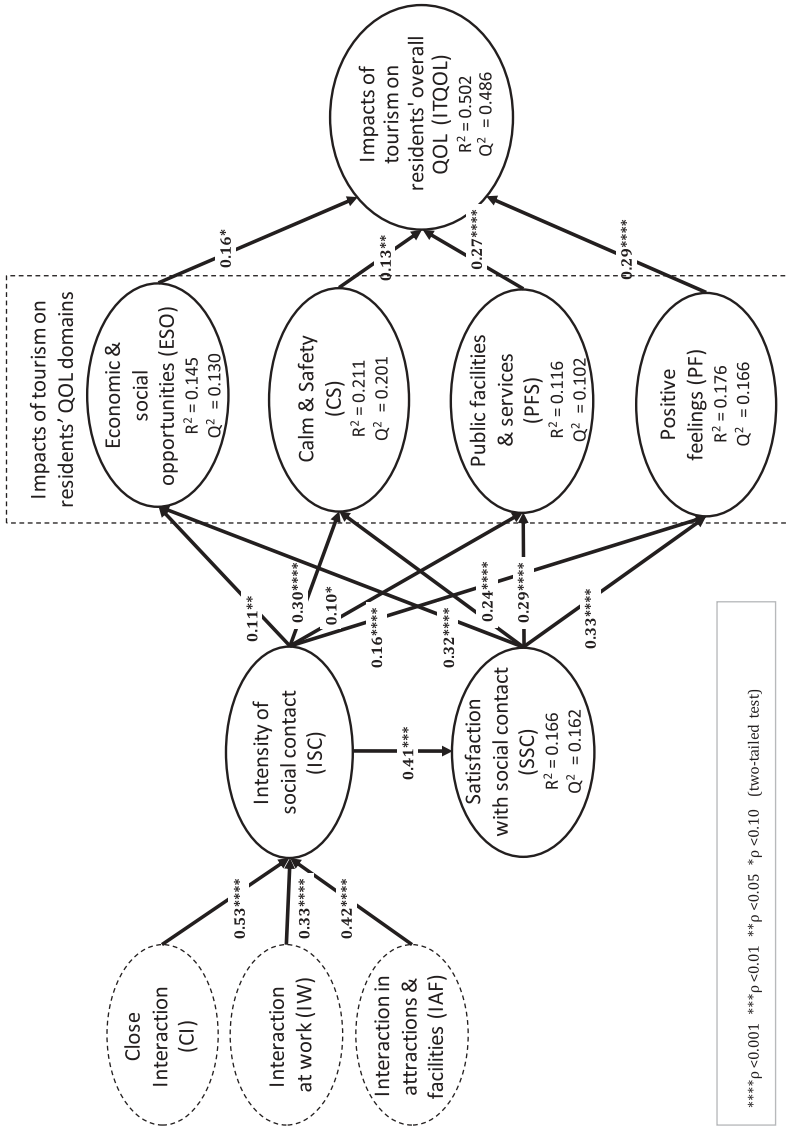 Close
Interaction
(CI)
Interaction
at work (IW)
Interaction in
attractions &
facilities (IAF)
0.53****
0.33****
0.42****
Intensity of
social contact
(ISC)
0.41***
Satisfaction
with social contact
(SSC)
R² = 0.166
Q² = 0.162
0.11**
0.30****
0.10*
0.16****
0.32****
0.24****
0.29****
0.33****
Impacts of tourism on
residents’ QOL domains
Economic &
social
opportunities (ESO)
R² = 0.145
Q² = 0.130
Calm & Safety
(CS)
R² = 0.211
Q² = 0.201
Public facilities
& services
(PFS)
R² = 0.116
Q² = 0.102
Positive
feelings (PF)
R² = 0.176
Q² = 0.166
0.16*
0.13**
0.27****
0.29****
Impacts of
tourism on
residents' overall
QOL (ITQOL)
R² = 0.502
Q² = 0.486
****ρ <0.001 ***ρ <0.01 **ρ <0.05 *ρ <0.10 (two-tailed test)